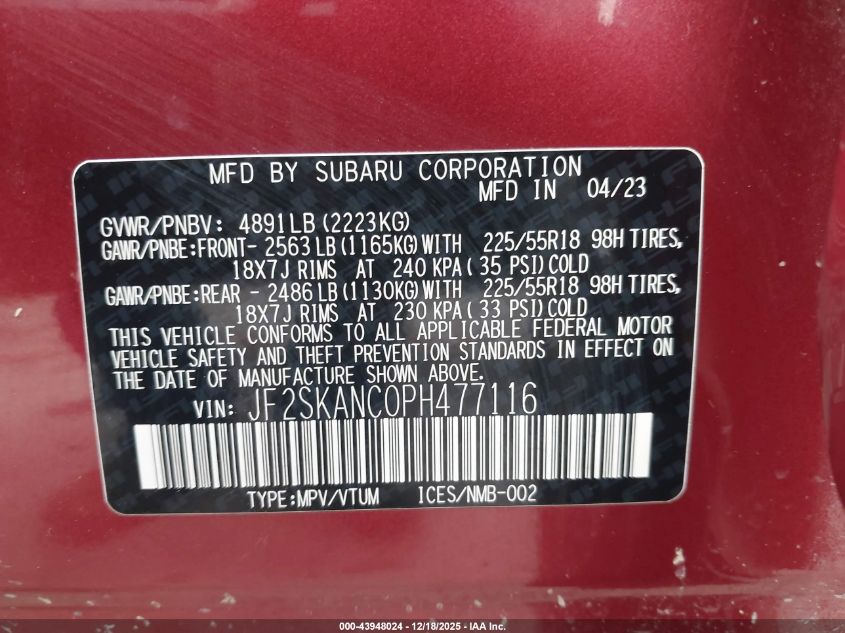 MFD BY SUBARU CORPORATION
MFD IN 04/23
GVWR/PNBV: 4891LB (2223KG)
GAWR/PNBE:FRONT- 2563 LB (1165KG) WITH 225/55R18 98H TIRES,
18X7J RIMS AT 240 KPA ( 35 PSI) COLD
GAWR/PNBE:REAR - 2486 LB (1130KG) WITH 225/55R18 98H TIRES,
18X7J RIMS AT 230 KPA ( 33 PSI) COLD
THIS VEHICLE CONFORMS TO ALL APPLICABLE FEDERAL MOTOR
VEHICLE SAFETY AND THEFT PREVENTION STANDARDS IN EFFECT ON
THE DATE OF MANUFACTURE SHOWN ABOVE.
VIN: JF2SKANC0PH477116
TYPE:MPV/VTUM 1CES/NMB-002
000-43948024 - 12/18/2025 - IAA Inc.